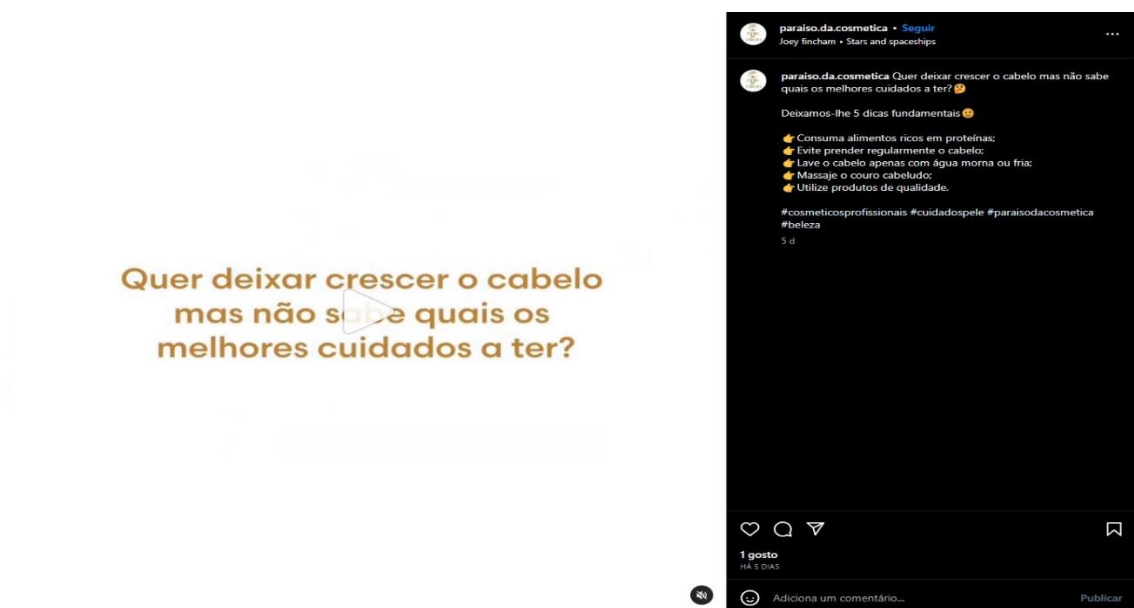 Quer deixar crescer o cabelo
mas não sabe quais os
melhores cuidados a ter?
paraiso.da.cosmetica • Seguir
Joey fincham • Stars and spaceships
paraiso.da.cosmetica Quer deixar crescer o cabelo mas não sabe
quais os melhores cuidados a ter?🤔
Deixamos-lhe 5 dicas fundamentais😉
👉Consuma alimentos ricos em proteínas;
👉Evite prender regularmente o cabelo;
👉Lave o cabelo apenas com água morna ou fria;
👉Massaje o couro cabeludo;
👉Utilize produtos de qualidade.
#cosmeticosprofissionais #cuidadospele #paraisodacosmetica
#beleza
5 d
1 gosto
HÁ 5 DIAS
Adiciona um comentário...
Publicar